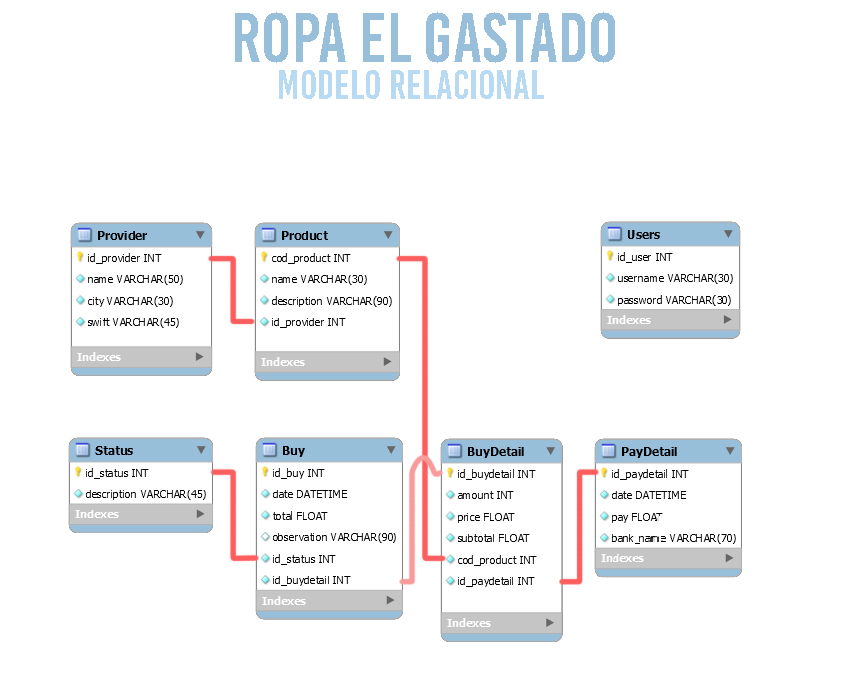 ROPA EL GASTADO
MODELO RELACIONAL
Provider
id_provider INT
name VARCHAR(50)
city VARCHAR(30)
swift VARCHAR(45)
Indexes
Product
cod_product INT
name VARCHAR(30)
description VARCHAR(90)
id_provider INT
Indexes
Users
id_user INT
username VARCHAR(30)
password VARCHAR(30)
Indexes
Status
id_status INT
description VARCHAR(45)
Indexes
Buy
id_buy INT
date DATETIME
total FLOAT
observation VARCHAR(90)
id_status INT
id_buydetail INT
Indexes
BuyDetail
id_buydetail INT
amount INT
price FLOAT
subtotal FLOAT
cod_product INT
id_paydetail INT
Indexes
PayDetail
id_paydetail INT
date DATETIME
pay FLOAT
bank_name VARCHAR(70)
Indexes